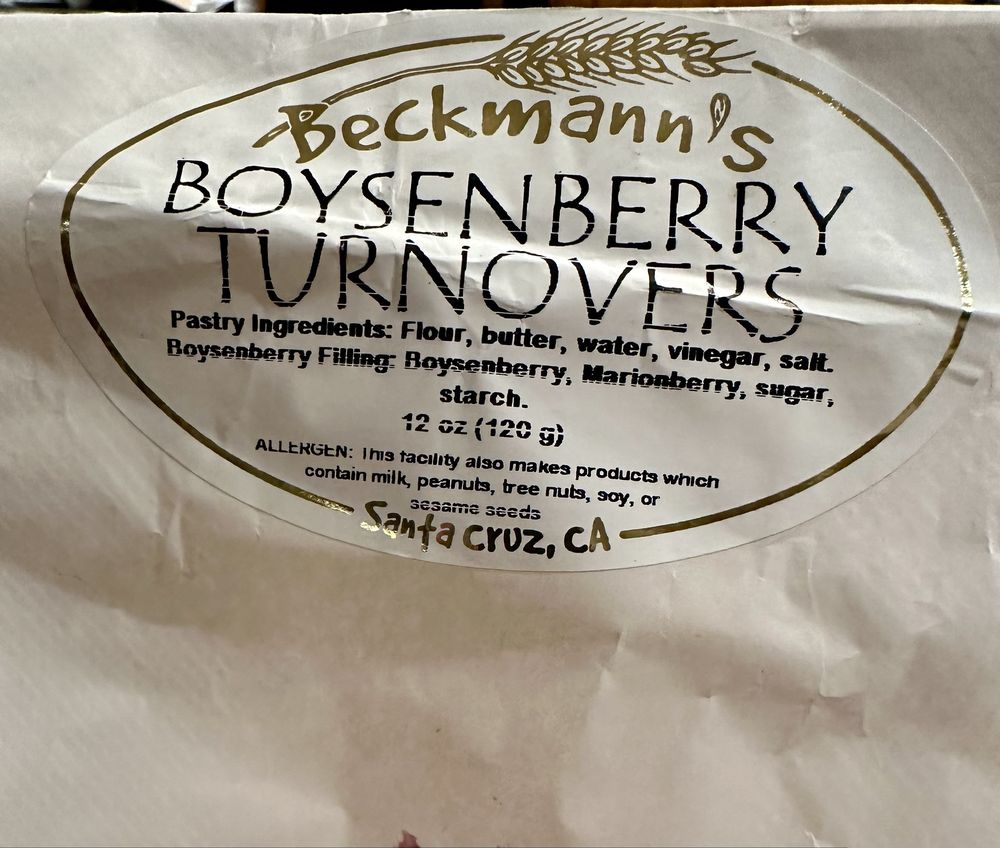 Beckmann's
BOYSENBERRY
TURNOVERS
Pastry Ingredients: Flour, butter, water, vinegar, salt.
Boysenberry Filling: Boysenberry, Marionberry, sugar,
starch.
12 oz (120 g)
ALLERGEN: This facility also makes products which
contain milk, peanuts, tree nuts, soy, or
sesame seeds
Santa Cruz, CA